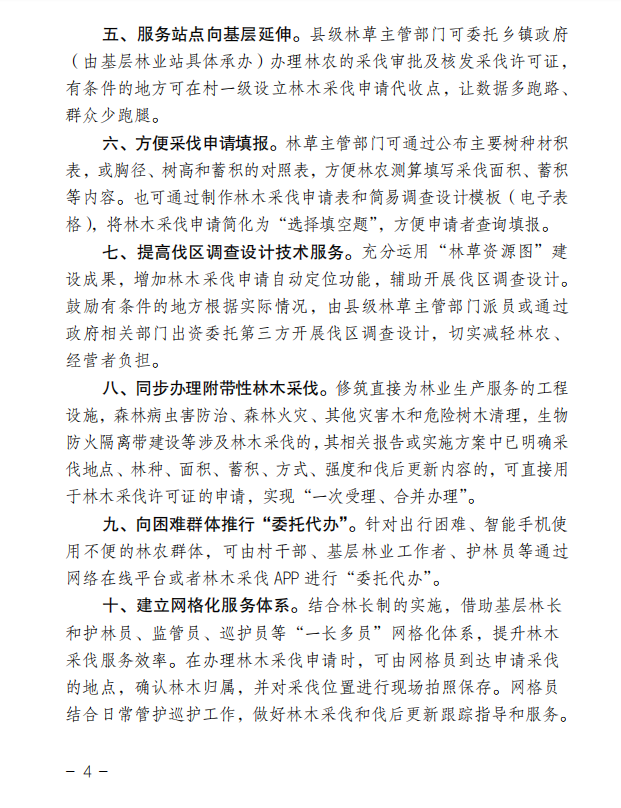 五、服务站点向基层延伸。县级林草主管部门可委托乡镇政府
（由基层林业站具体承办）办理林农的采伐审批及核发采伐许可证，
有条件的地方可在村一级设立林木采伐申请代收点，让数据多跑路、
群众少跑腿。
六、方便采伐申请填报。林草主管部门可通过公布主要树种材积
表，或胸径、树高和蓄积的对照表，方便林农测算填写采伐面积、蓄积
等内容。也可通过制作林木采伐申请表和简易调查设计模板（电子表
格），将林木采伐申请简化为“选择填空题”，方便申请者查询填报。
七、提高伐区调查设计技术服务。充分运用“林草资源图”建
设成果，增加林木采伐申请自动定位功能，辅助开展伐区调查设计。
鼓励有条件的地方根据实际情况，由县级林草主管部门派员或通过
政府相关部门出资委托第三方开展伐区调查设计，切实减轻林农、
经营者负担。
八、同步办理附带性林木采伐。修筑直接为林业生产服务的工程
设施，森林病虫害防治、森林火灾、其他灾害木和危险树木清理，生物
防火隔离带建设等涉及林木采伐的，其相关报告或实施方案中已明确采
伐地点、林种、面积、蓄积、方式、强度和伐后更新内容的，可直接用
于林木采伐许可证的申请，实现“一次受理、合并办理”。
九、向困难群体推行“委托代办”。针对出行困难、智能手机使
用不便的林农群体，可由村干部、基层林业工作者、护林员等通过
网络在线平台或者林木采伐 APP 进行“委托代办”。
十、建立网格化服务体系。结合林长制的实施，借助基层林长
和护林员、监管员、巡护员等“一长多员”网格化体系，提升林木
采伐服务效率。在办理林木采伐申请时，可由网格员到达申请采伐
的地点，确认林木归属，并对采伐位置进行现场拍照保存。网格员
结合日常管护巡护工作，做好林木采伐和伐后更新跟踪指导和服务。
— 4 —